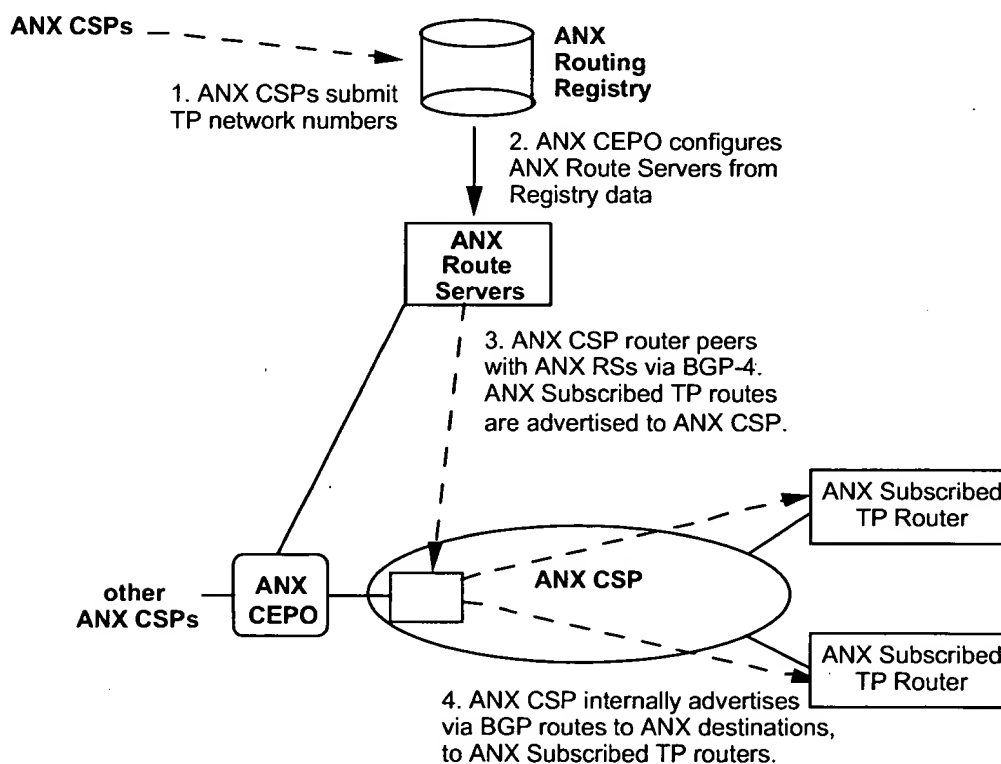 ANX CSPs
ANX
Routing
Registry
1. ANX CSPs submit
TP network numbers
2. ANX CEPO configures
ANX Route Servers from
Registry data
ANX
Route
Servers
3. ANX CSP router peers
with ANX RSs via BGP-4.
ANX Subscribed TP routes
are advertised to ANX CSP.
ANX Subscribed
TP Router
other
ANX CSPs
ANX
CEPO
ANX CSP
ANX Subscribed
TP Router
4. ANX CSP internally advertises
via BGP routes to ANX destinations,
to ANX Subscribed TP routers.